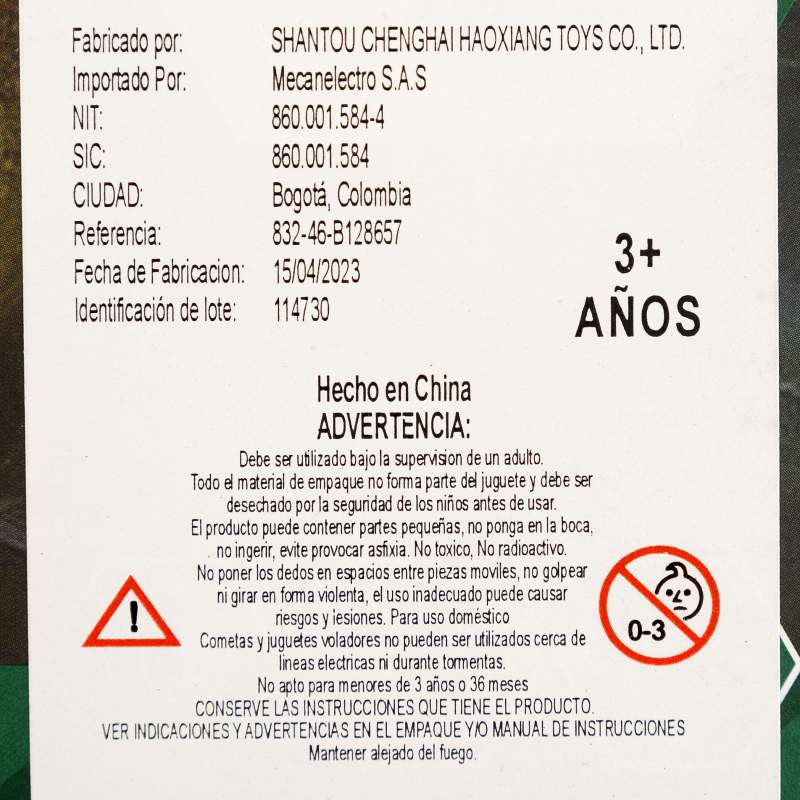 Fabricado por: SHANTOU CHENGHAI HAOXIANG TOYS CO., LTD.
Importado Por: Mecanelectro S.A.S
NIT: 860.001.584-4
SIC: 860.001.584
CIUDAD: Bogotá, Colombia
Referencia: 832-46-B128657
Fecha de Fabricacion: 15/04/2023
Identificación de lote: 114730
3+
AÑOS
Hecho en China
ADVERTENCIA:
Debe ser utilizado bajo la supervision de un adulto.
Todo el material de empaque no forma parte del juguete y debe ser
desechado por la seguridad de los niños antes de usar.
El producto puede contener partes pequeñas, no ponga en la boca,
no ingerir, evite provocar asfixia. No toxico, No radioactivo.
No poner los dedos en espacios entre piezas moviles, no golpear
ni girar en forma violenta, el uso inadecuado puede causar
riesgos y lesiones. Para uso doméstico
Cometas y juguetes voladores no pueden ser utilizados cerca de
lineas electricas ni durante tormentas.
No apto para menores de 3 años o 36 meses
CONSERVE LAS INSTRUCCIONES QUE TIENE EL PRODUCTO.
VER INDICACIONES Y ADVERTENCIAS EN EL EMPAQUE Y/O MANUAL DE INSTRUCCIONES
Mantener alejado del fuego.
!
0-3